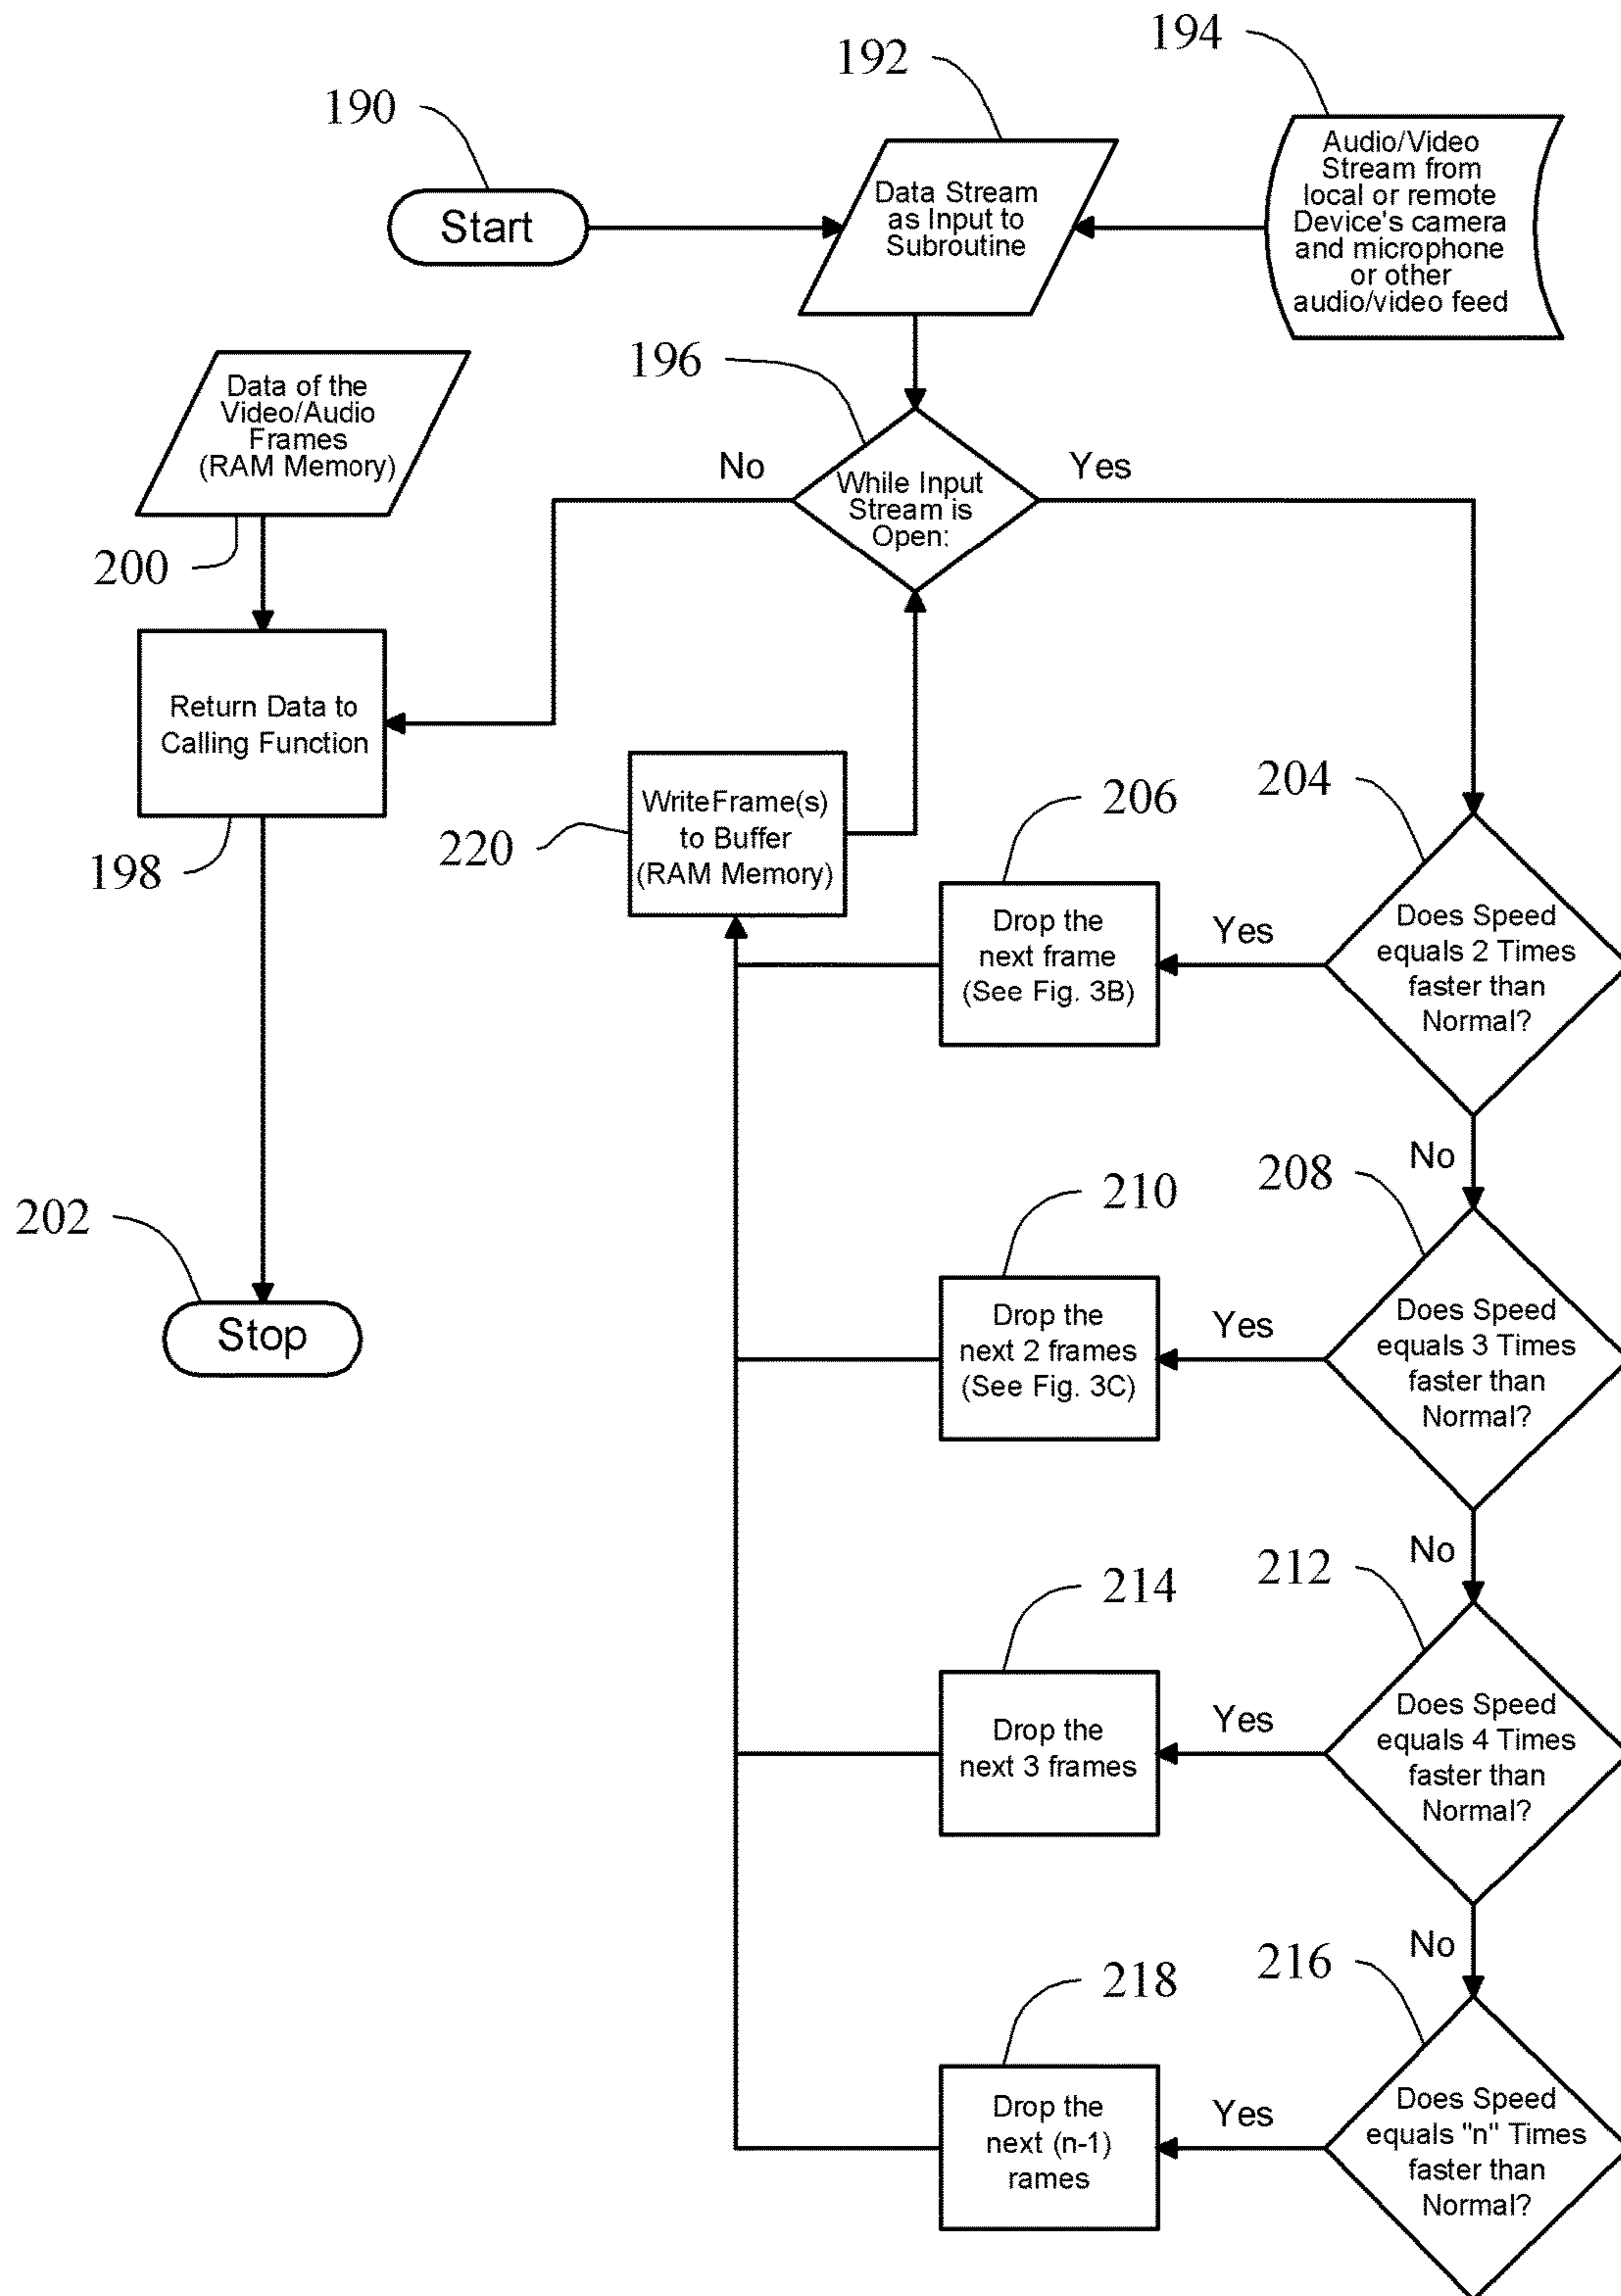 194
192
190
Audio/Video
Stream from
local or remote
Device's camera
and microphone
or other
audio/video feed
Data Stream
as Input to
Subroutine
Start
196
Data of the
Video/Audio
Frames
(RAM Memory)
No
Yes
While Input
Stream is
Open:
200
Return Data to
Calling Function
198
WriteFrame(s)
to Buffer
(RAM Memory)
220
206
204
Drop the
next frame
(See Fig. 3B)
Yes
Does Speed
equals 2 Times
faster than
Normal?
No
202
Stop
210
208
Drop the
next 2 frames
(See Fig. 3C)
Yes
Does Speed
equals 3 Times
faster than
Normal?
No
214
212
Drop the
next 3 frames
Yes
Does Speed
equals 4 Times
faster than
Normal?
No
218
216
Drop the
next (n-1)
rames
Yes
Does Speed
equals "n" Times
faster than
Normal?